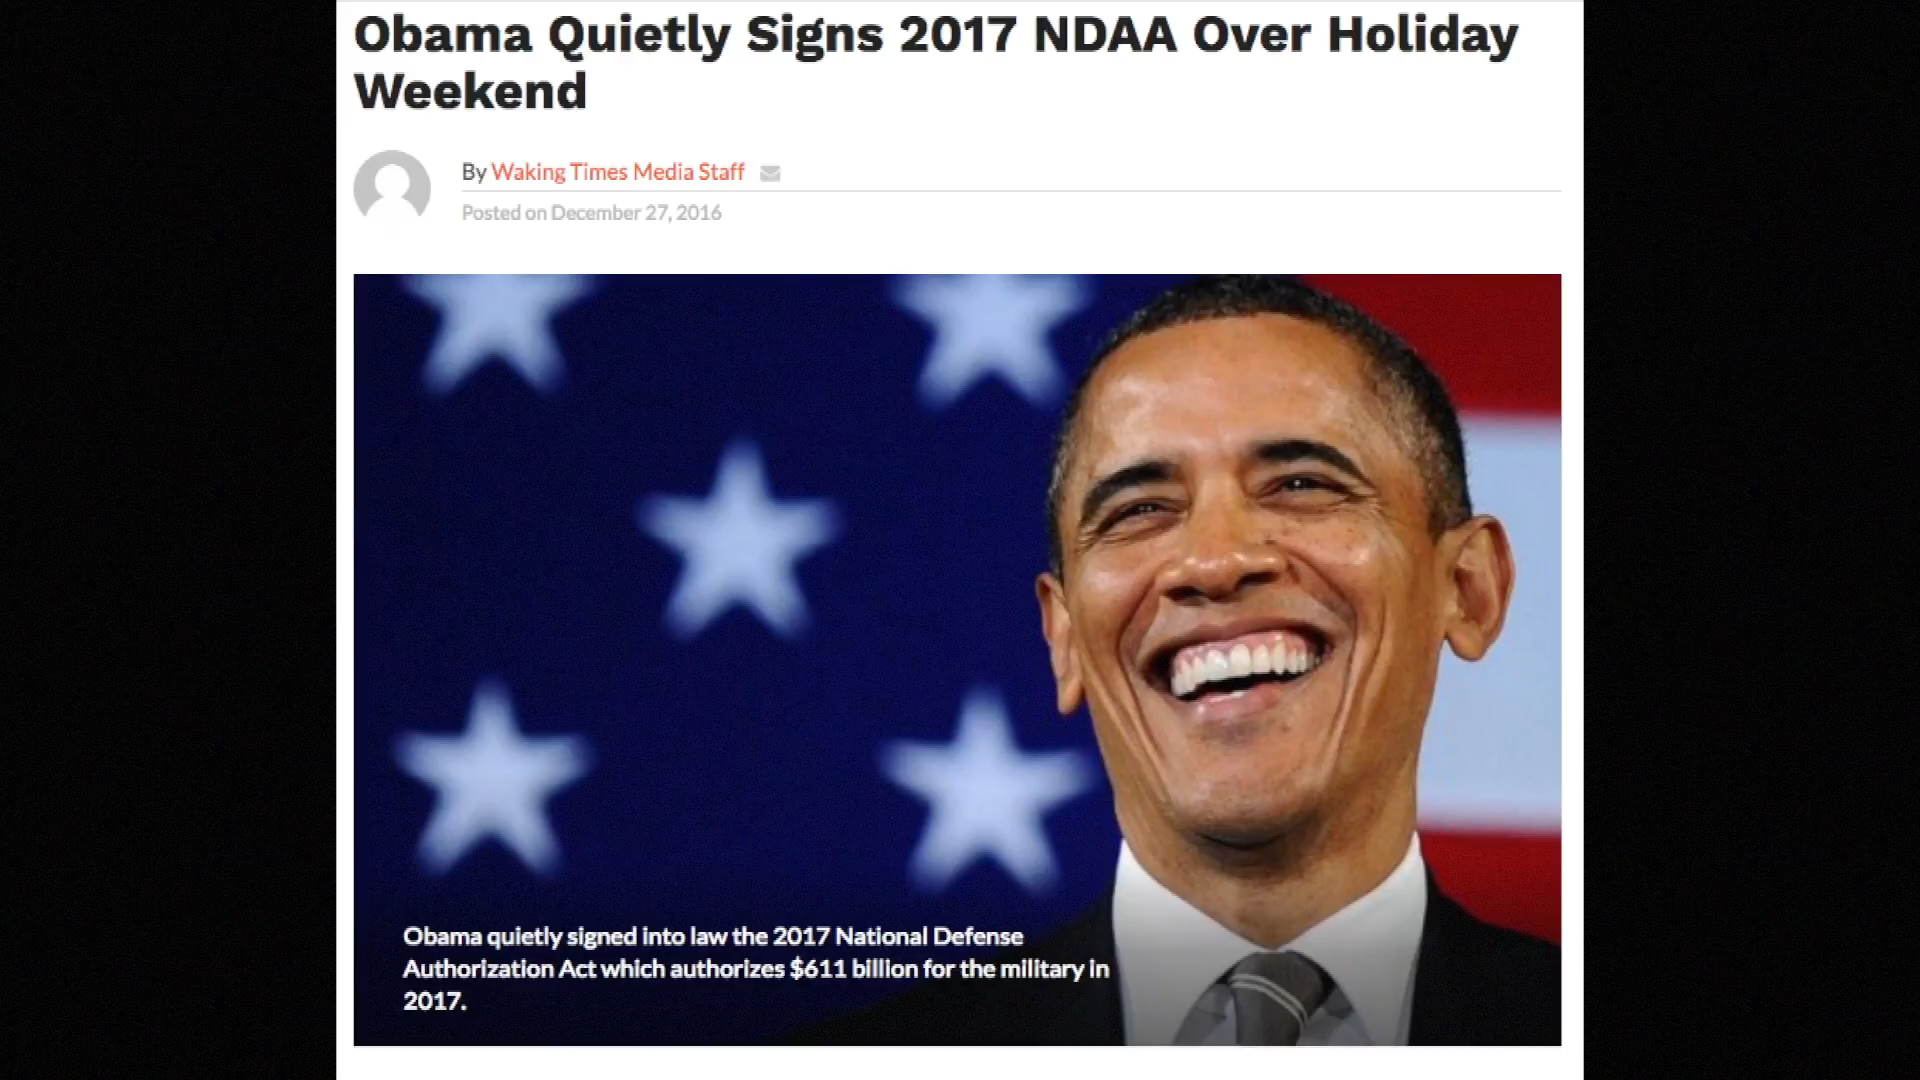 Obama Quietly Signs 2017 NDAA Over Holiday
Weekend
By Waking Times Media Staff
Posted on December 27, 2016
Obama quietly signed into law the 2017 National Defense
Authorization Act which authorizes $611 billion for the military in
2017.